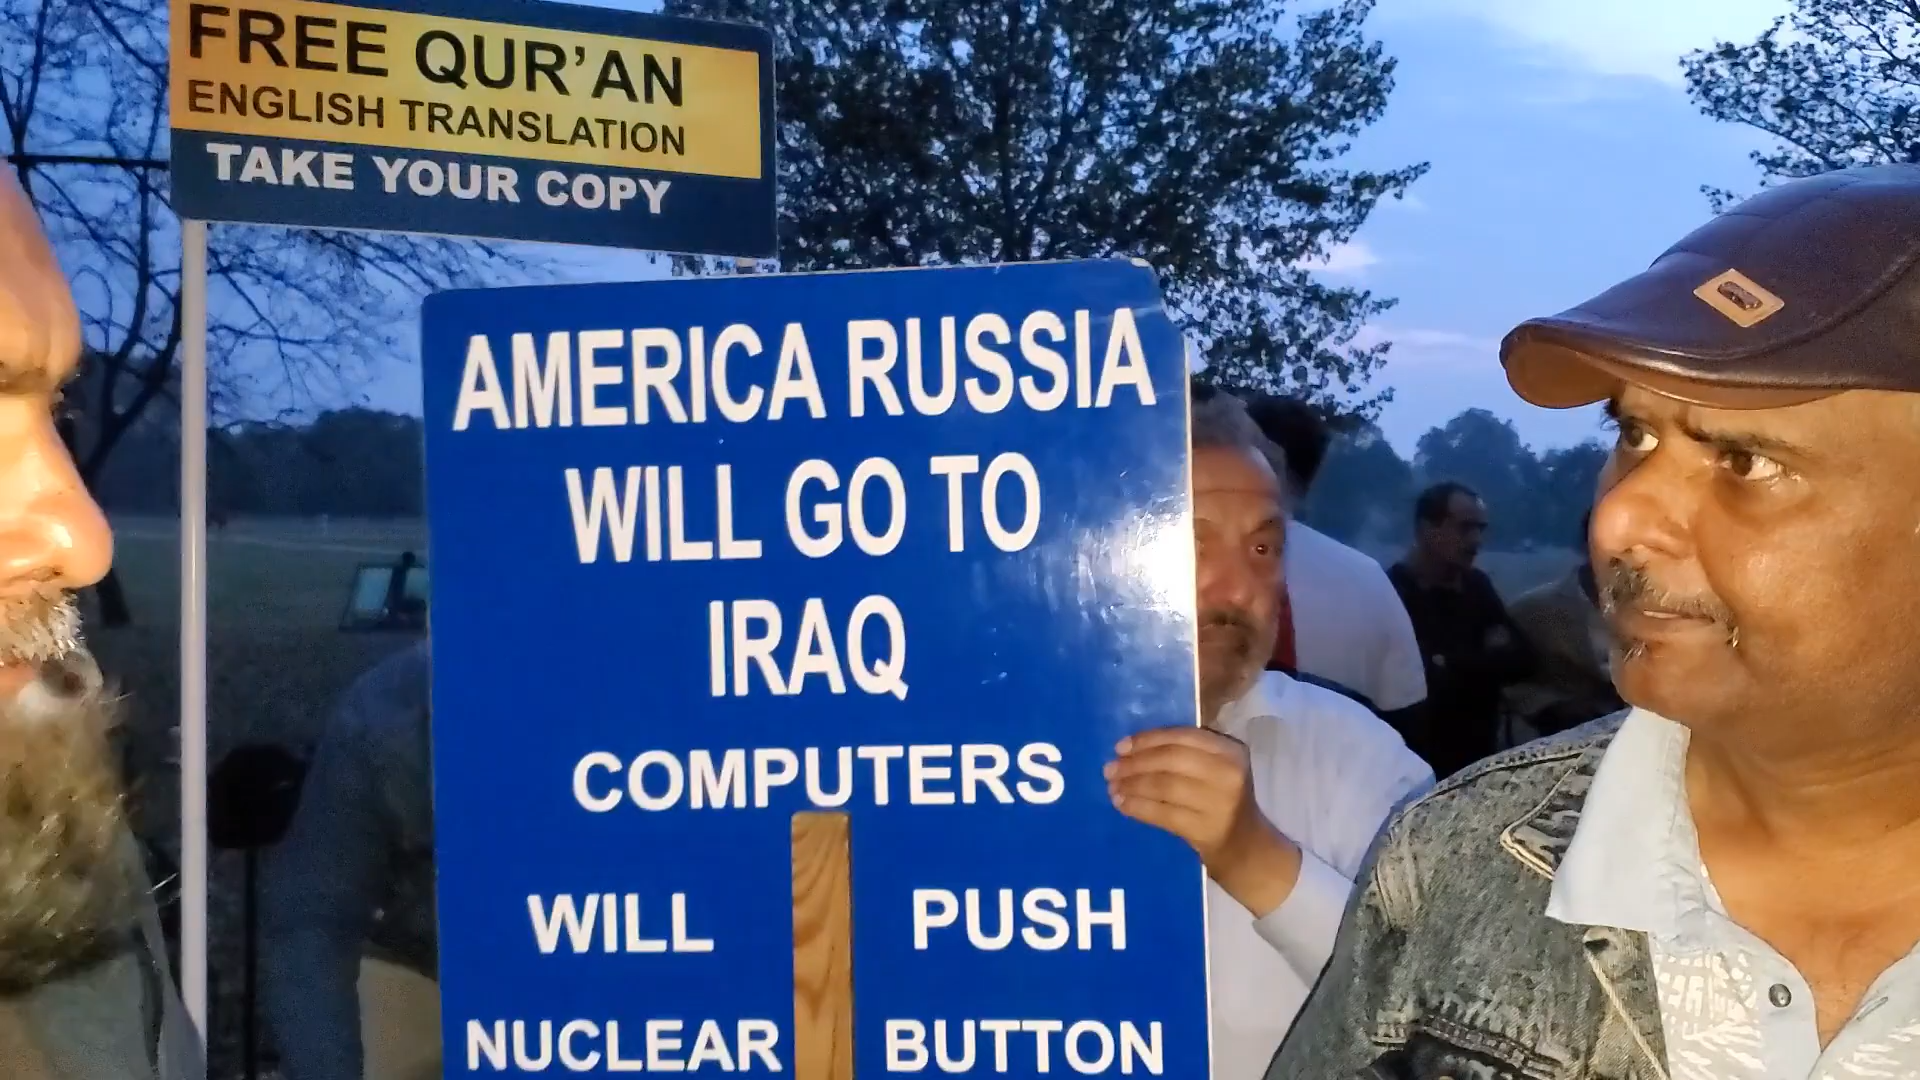 FREE QUR'AN
ENGLISH TRANSLATION
TAKE YOUR COPY
AMERICA RUSSIA
WILL GO TO
IRAQ
COMPUTERS
WILL PUSH
NUCLEAR BUTTON